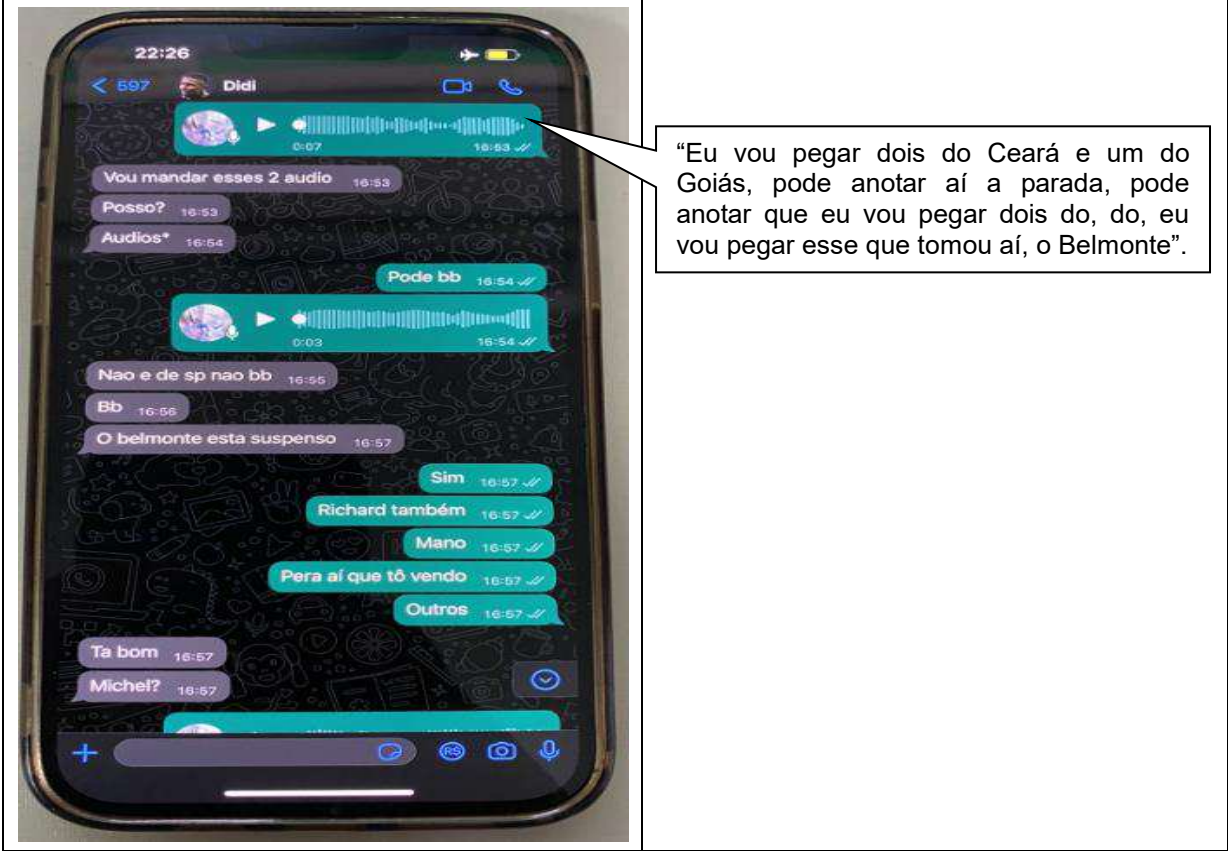 22:26
< 597 Didi
0:07 16:53
Vou mandar esses 2 audio 16:53
Posso? 16:53
Audios* 16:54
Pode bb 16:54
0:03 16:54
Nao e de sp nao bb 16:55
Bb 16:56
O belmonte esta suspenso 16:57
Sim 16:57
Richard também 16:57
Mano 16:57
Pera aí que tô vendo 16:57
Outros 16:57
Ta bom 16:57
Michel? 16:57
R$
“Eu vou pegar dois do Ceará e um do
Goiás, pode anotar aí a parada, pode
anotar que eu vou pegar dois do, do, eu
vou pegar esse que tomou aí, o Belmonte”.